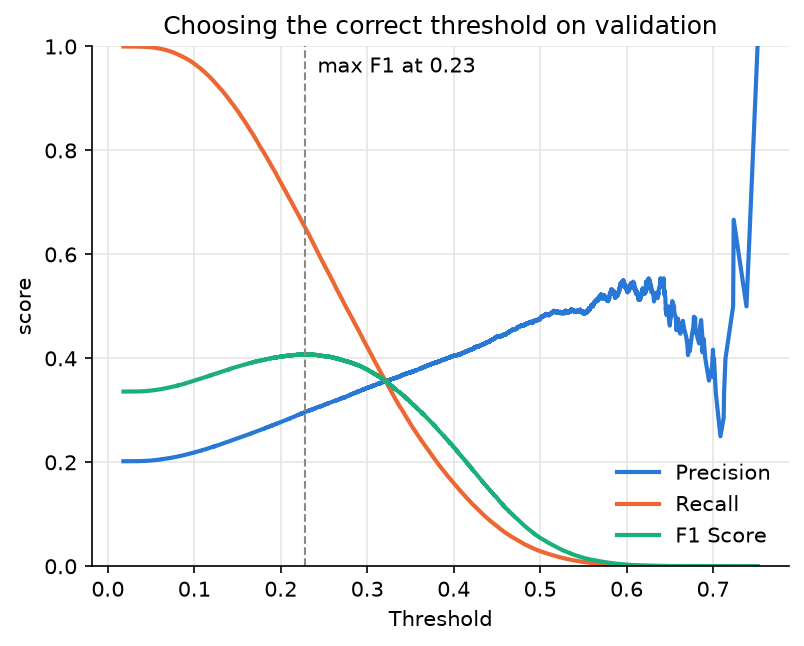 Choosing the correct threshold on validation
max F1 at 0.23
1.0
0.8
0.6
0.4
0.2
0.0
score
Precision
Recall
F1 Score
0.0 0.1 0.2 0.3 0.4 0.5 0.6 0.7
Threshold